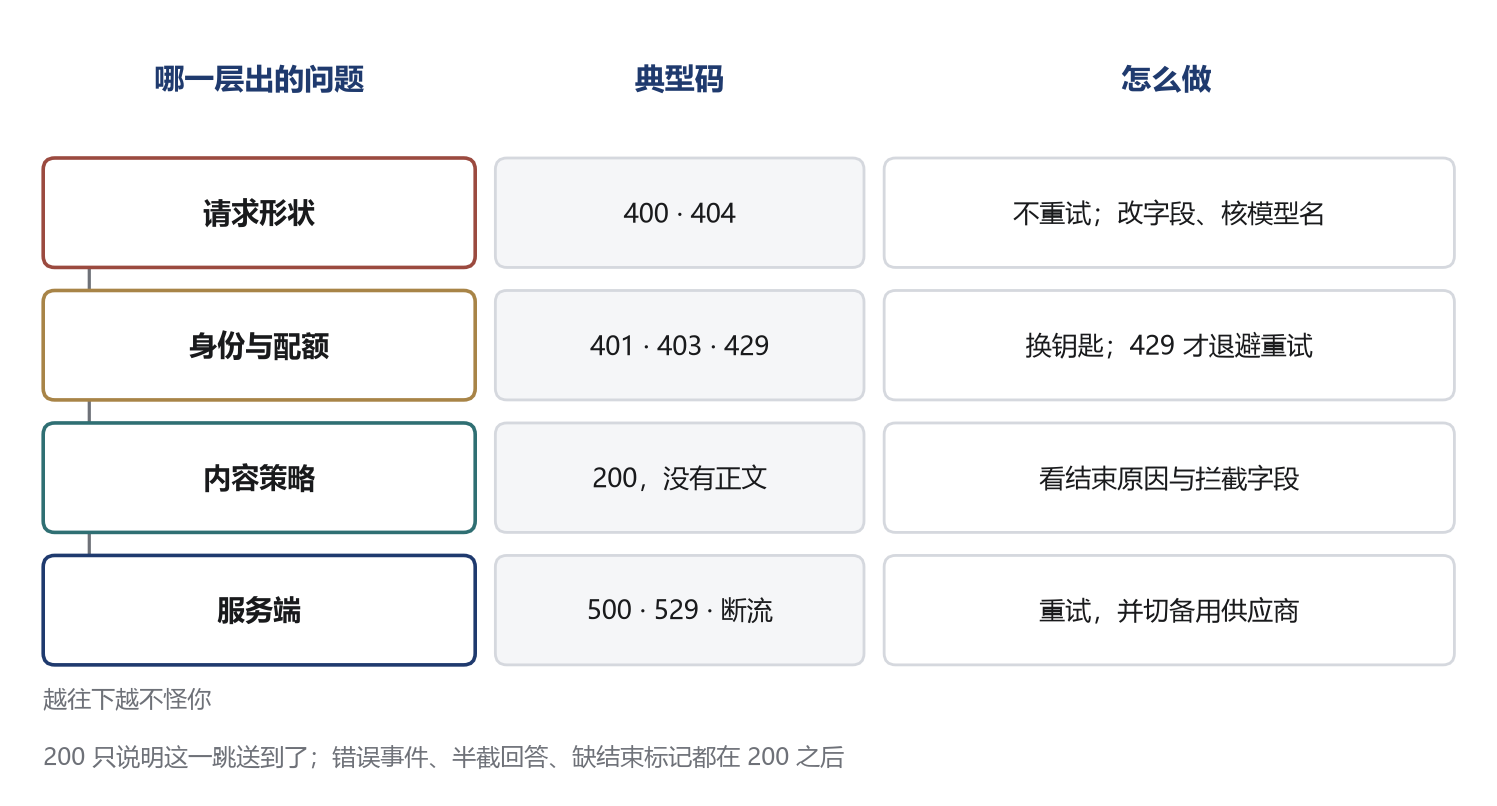 哪一层出的问题
典型码
怎么做
请求形状
400 · 404
不重试；改字段、核模型名
身份与配额
401 · 403 · 429
换钥匙；429 才退避重试
内容策略
200，没有正文
看结束原因与拦截字段
服务端
500 · 529 · 断流
重试，并切备用供应商
越往下越不怪你
200 只说明这一跳送到了；错误事件、半截回答、缺结束标记都在 200 之后